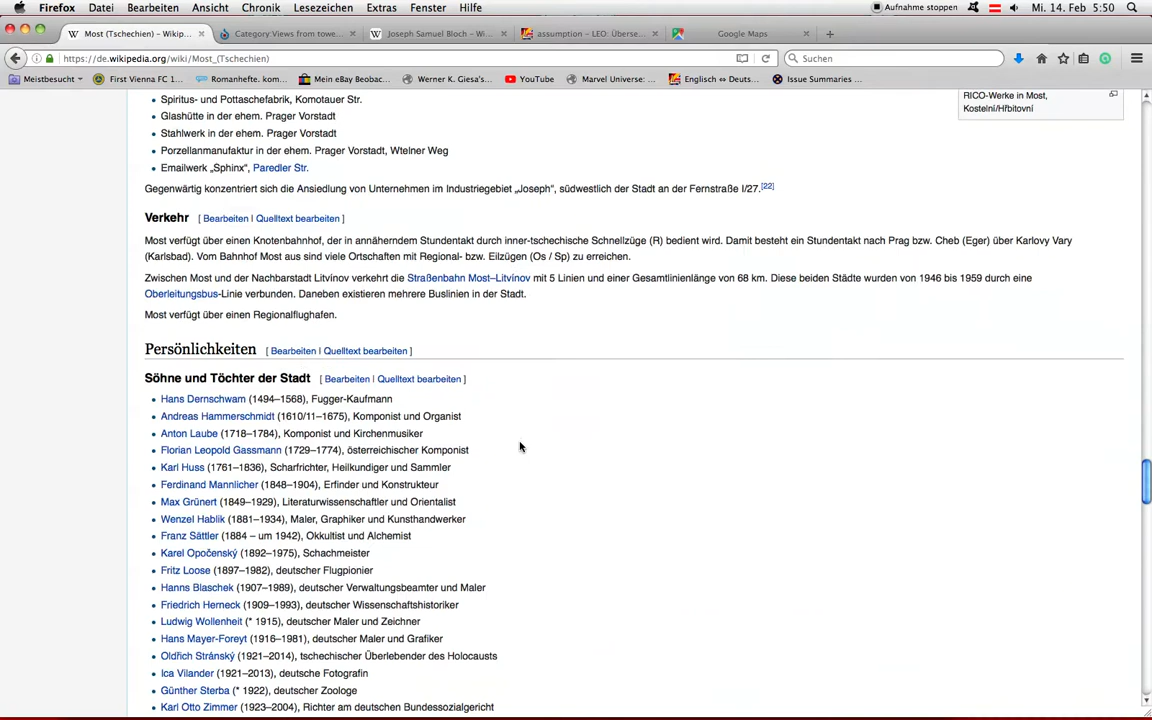 Firefox Datei Bearbeiten Ansicht Chronik Lesezeichen Extras Fenster Hilfe Aufnahme stoppen Mi. 14. Feb 5:50
Most (Tschechien) – Wikip... Category:Views from towe... Joseph Samuel Bloch – Wi... assumption – LEO: Überse... Google Maps
https://de.wikipedia.org/wiki/Most_(Tschechien) Suchen
Meistbesucht First Vienna FC 1... Romanhefte. kom... Mein eBay Beobac... Werner K. Giesa's... YouTube Marvel Universe: ... Englisch ⇔ Deuts... Issue Summaries ...
RICO-Werke in Most,
Kostelní/Hřbitovní
Spiritus- und Pottaschefabrik, Komotauer Str.
Glashütte in der ehem. Prager Vorstadt
Stahlwerk in der ehem. Prager Vorstadt
Porzellanmanufaktur in der ehem. Prager Vorstadt, Wtelner Weg
Emailwerk „Sphinx“, Paredler Str.
Gegenwärtig konzentriert sich die Ansiedlung von Unternehmen im Industriegebiet „Joseph“, südwestlich der Stadt an der Fernstraße I/27.[22]
Verkehr [ Bearbeiten | Quelltext bearbeiten ]
Most verfügt über einen Knotenbahnhof, der in annäherndem Stundentakt durch inner-tschechische Schnellzüge (R) bedient wird. Damit besteht ein Stundentakt nach Prag bzw. Cheb (Eger) über Karlovy Vary
(Karlsbad). Vom Bahnhof Most aus sind viele Ortschaften mit Regional- bzw. Eilzügen (Os / Sp) zu erreichen.
Zwischen Most und der Nachbarstadt Litvínov verkehrt die Straßenbahn Most–Litvínov mit 5 Linien und einer Gesamtlinienlänge von 68 km. Diese beiden Städte wurden von 1946 bis 1959 durch eine
Oberleitungsbus-Linie verbunden. Daneben existieren mehrere Buslinien in der Stadt.
Most verfügt über einen Regionalflughafen.
Persönlichkeiten [ Bearbeiten | Quelltext bearbeiten ]
Söhne und Töchter der Stadt [ Bearbeiten | Quelltext bearbeiten ]
Hans Dernschwam (1494–1568), Fugger-Kaufmann
Andreas Hammerschmidt (1610/11–1675), Komponist und Organist
Anton Laube (1718–1784), Komponist und Kirchenmusiker
Florian Leopold Gassmann (1729–1774), österreichischer Komponist
Karl Huss (1761–1836), Scharfrichter, Heilkundiger und Sammler
Ferdinand Mannlicher (1848–1904), Erfinder und Konstrukteur
Max Grünert (1849–1929), Literaturwissenschaftler und Orientalist
Wenzel Hablik (1881–1934), Maler, Graphiker und Kunsthandwerker
Franz Sättler (1884 – um 1942), Okkultist und Alchemist
Karel Opočenský (1892–1975), Schachmeister
Fritz Loose (1897–1982), deutscher Flugpionier
Hanns Blaschek (1907–1989), deutscher Verwaltungsbeamter und Maler
Friedrich Herneck (1909–1993), deutscher Wissenschaftshistoriker
Ludwig Wollenheit (* 1915), deutscher Maler und Zeichner
Hans Mayer-Foreyt (1916–1981), deutscher Maler und Grafiker
Oldřich Stránský (1921–2014), tschechischer Überlebender des Holocausts
Ica Vilander (1921–2013), deutsche Fotografin
Günther Sterba (* 1922), deutscher Zoologe
Karl Otto Zimmer (1923–2004), Richter am deutschen Bundessozialgericht